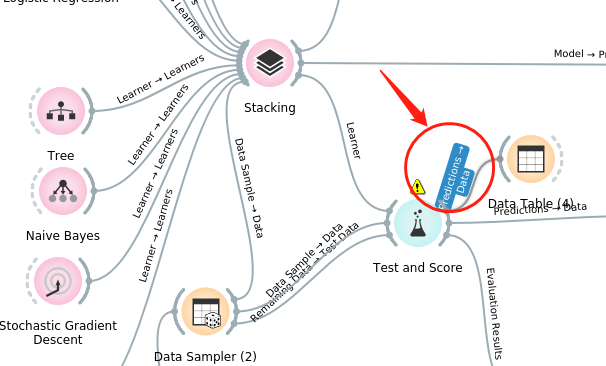 Logistic Regression
Learners
Model → Pr
Learner → Learners
Stacking
Tree
Learner → Learners
Learner
Predictions →
Data
Data Table (4)
Predictions → Data
Learner → Learners
Data Sample → Data
Naive Bayes
Learner → Learners
Data Sample → Data
Remaining Data → Test Data
Test and Score
Evaluation Results
Stochastic Gradient
Descent
Data Sampler (2)